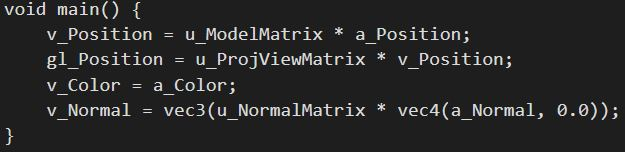 void main() {
    v_Position = u_ModelMatrix * a_Position;
    gl_Position = u_ProjViewMatrix * v_Position;
    v_Color = a_Color;
    v_Normal = vec3(u_NormalMatrix * vec4(a_Normal, 0.0));
}